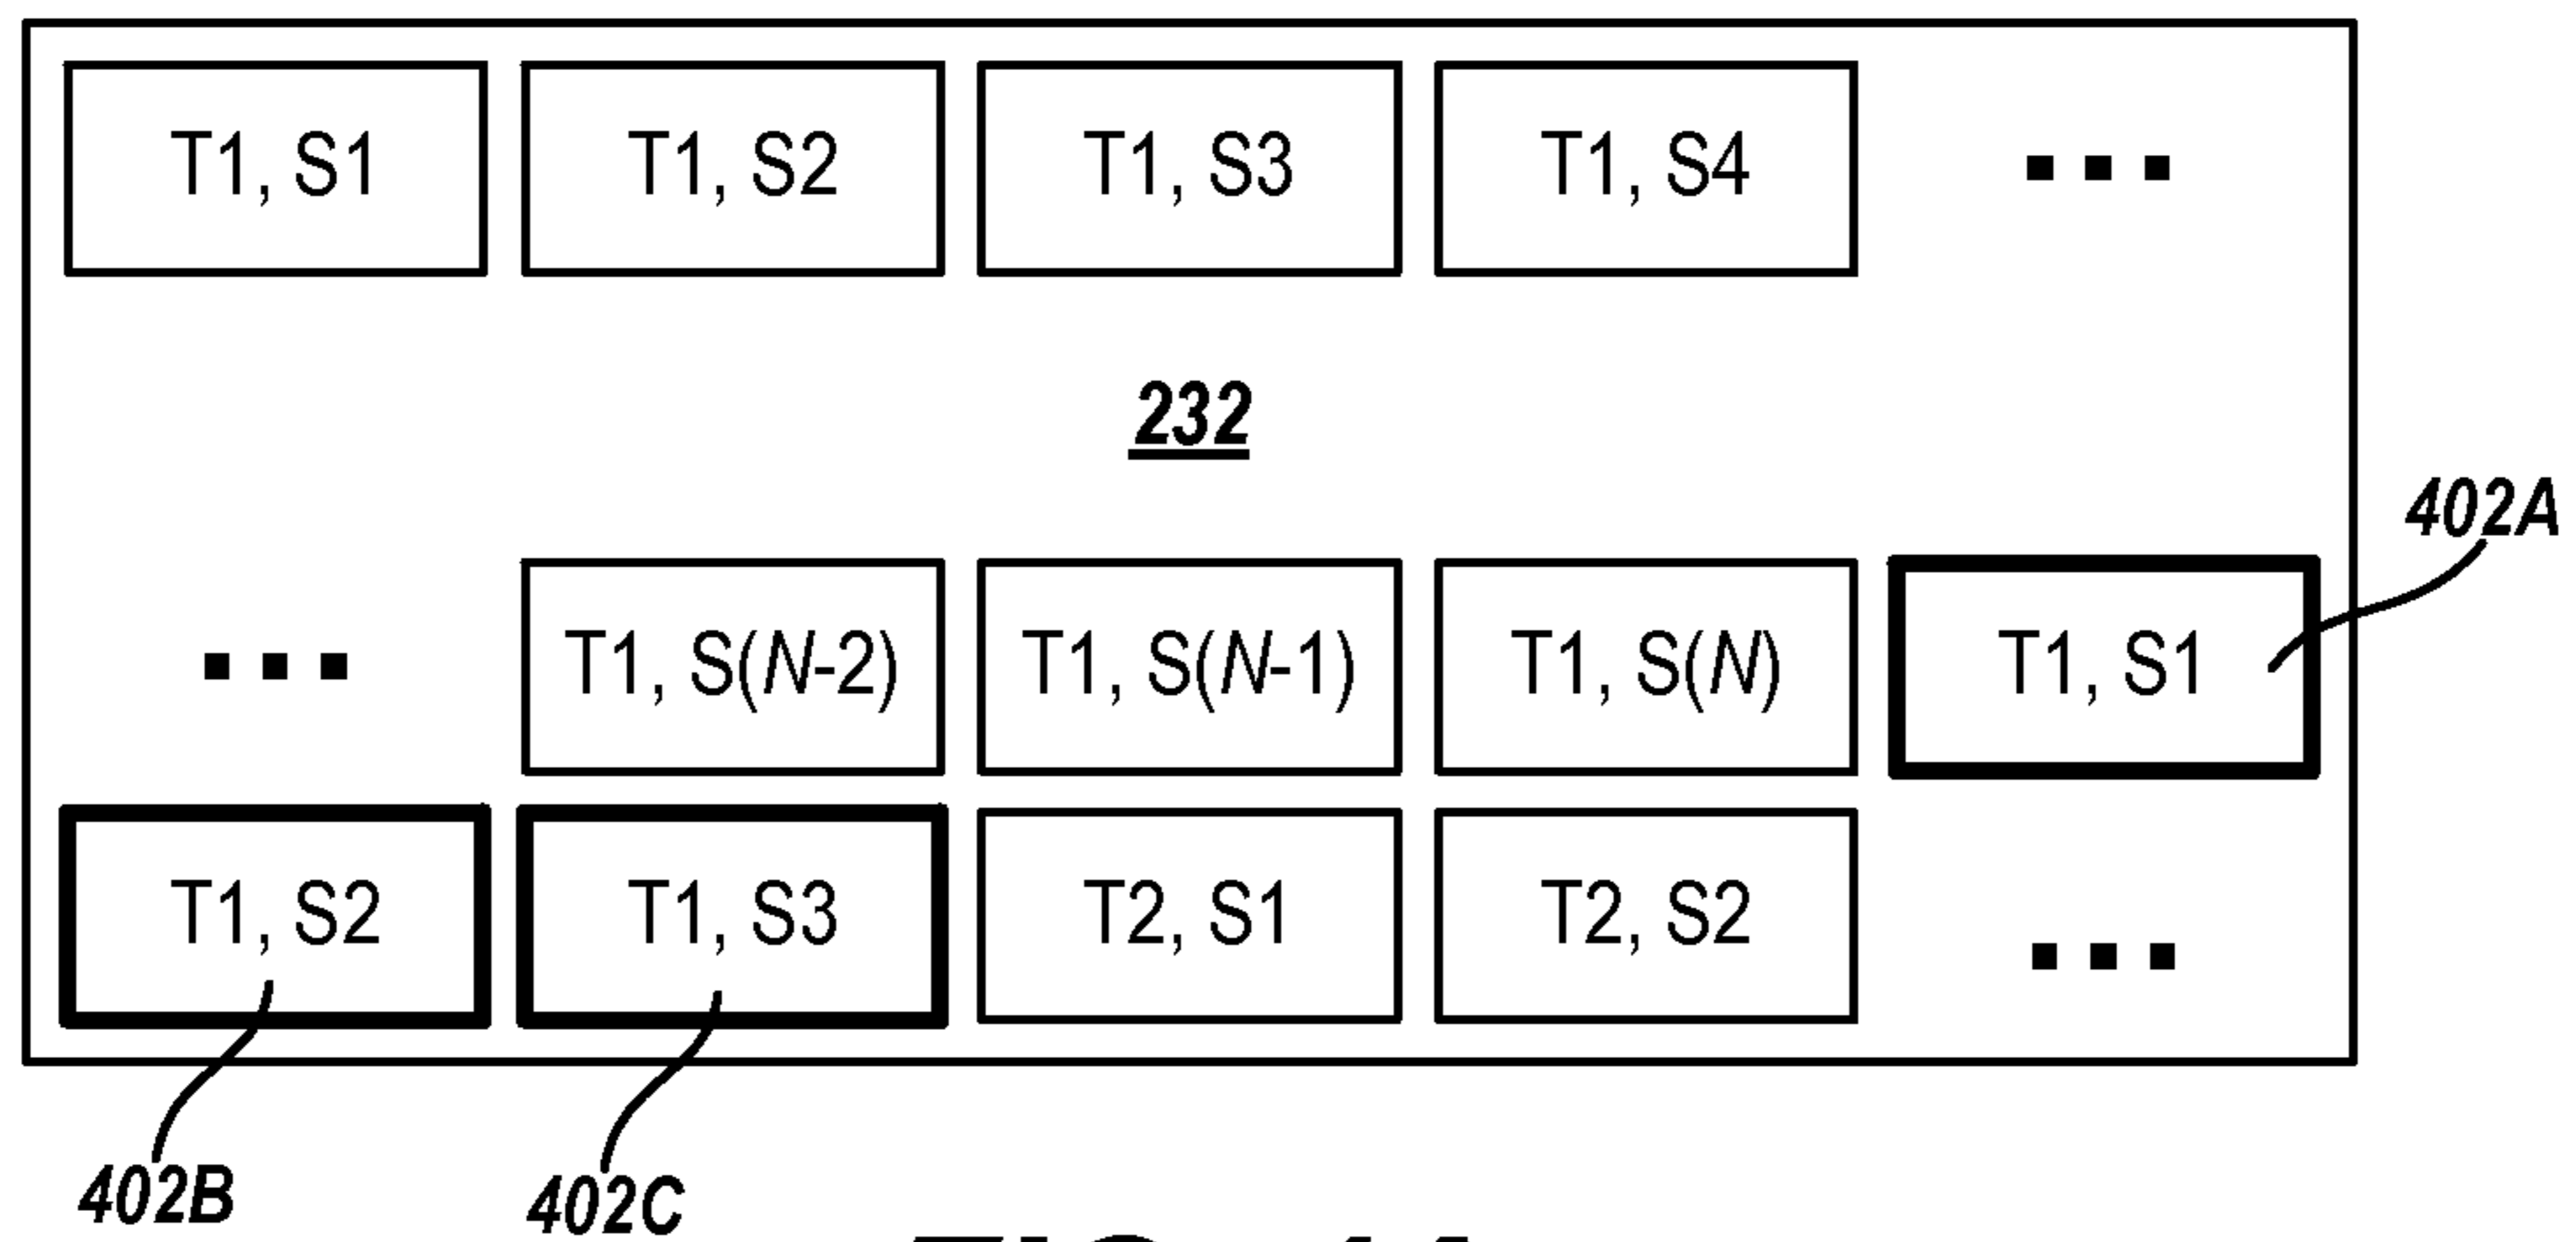 T1, S1 T1, S2 T1, S3 T1, S4 ...
232
402A
... T1, S(N-2) T1, S(N-1) T1, S(N) T1, S1
T1, S2 T1, S3 T2, S1 T2, S2 ...
402B 402C